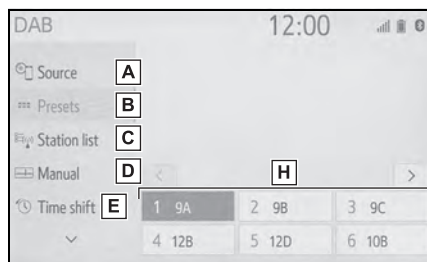 DAB 12:00
Source A
Presets B
Station list C
Manual D H
Time shift E
1 9A 2 9B 3 9C
4 12B 5 12D 6 10B